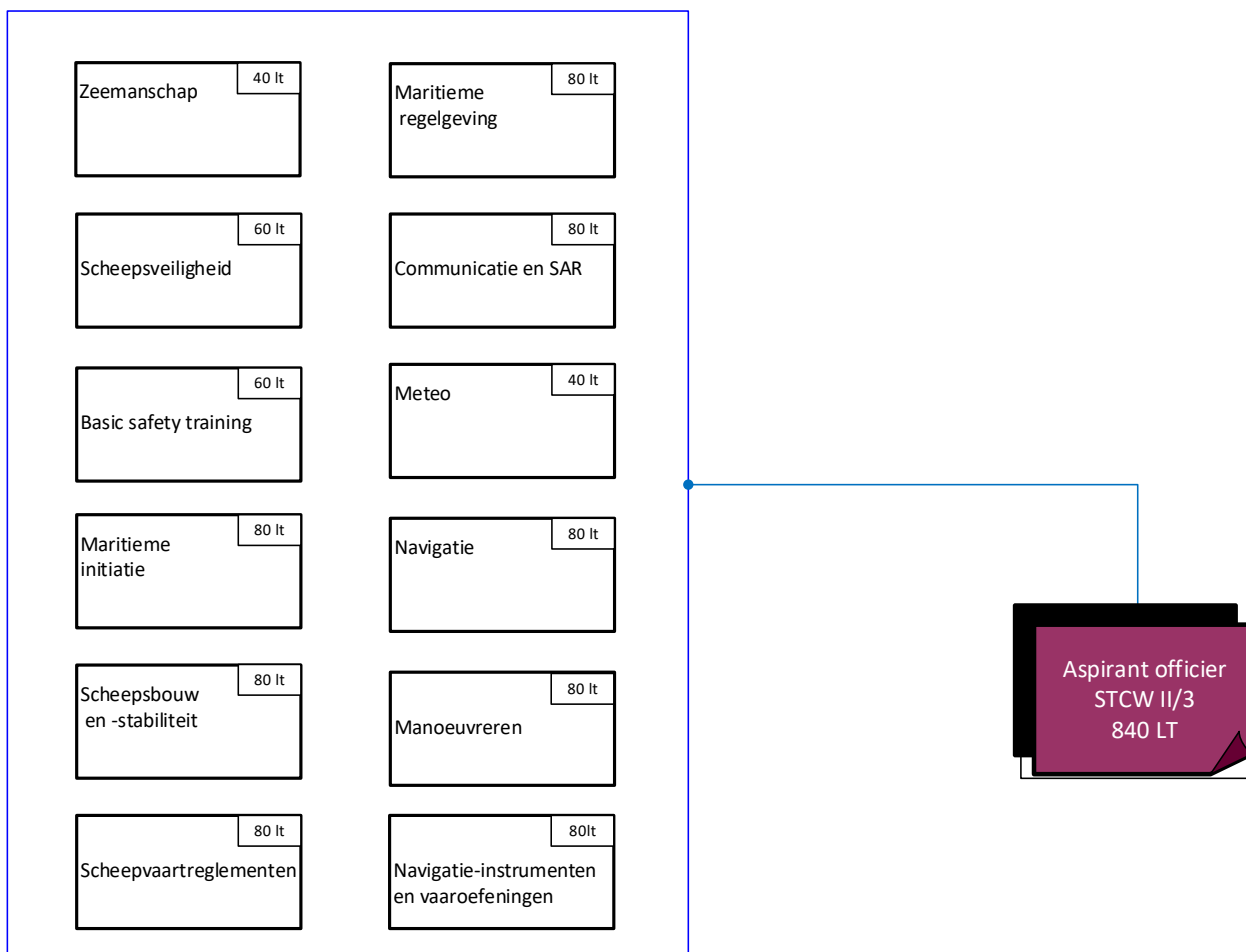 40 lt
Zeemanschap
80 lt
Maritieme
regelgeving
60 lt
Scheepsveiligheid
80 lt
Communicatie en SAR
60 lt
Basic safety training
40 lt
Meteo
80 lt
Maritieme
initiatie
80 lt
Navigatie
80 lt
Scheepsbouw
en -stabiliteit
80 lt
Manoeuvreren
80 lt
Scheepvaartreglementen
80lt
Navigatie-instrumenten
en vaaroefeningen
Aspirant officier
STCW II/3
840 LT